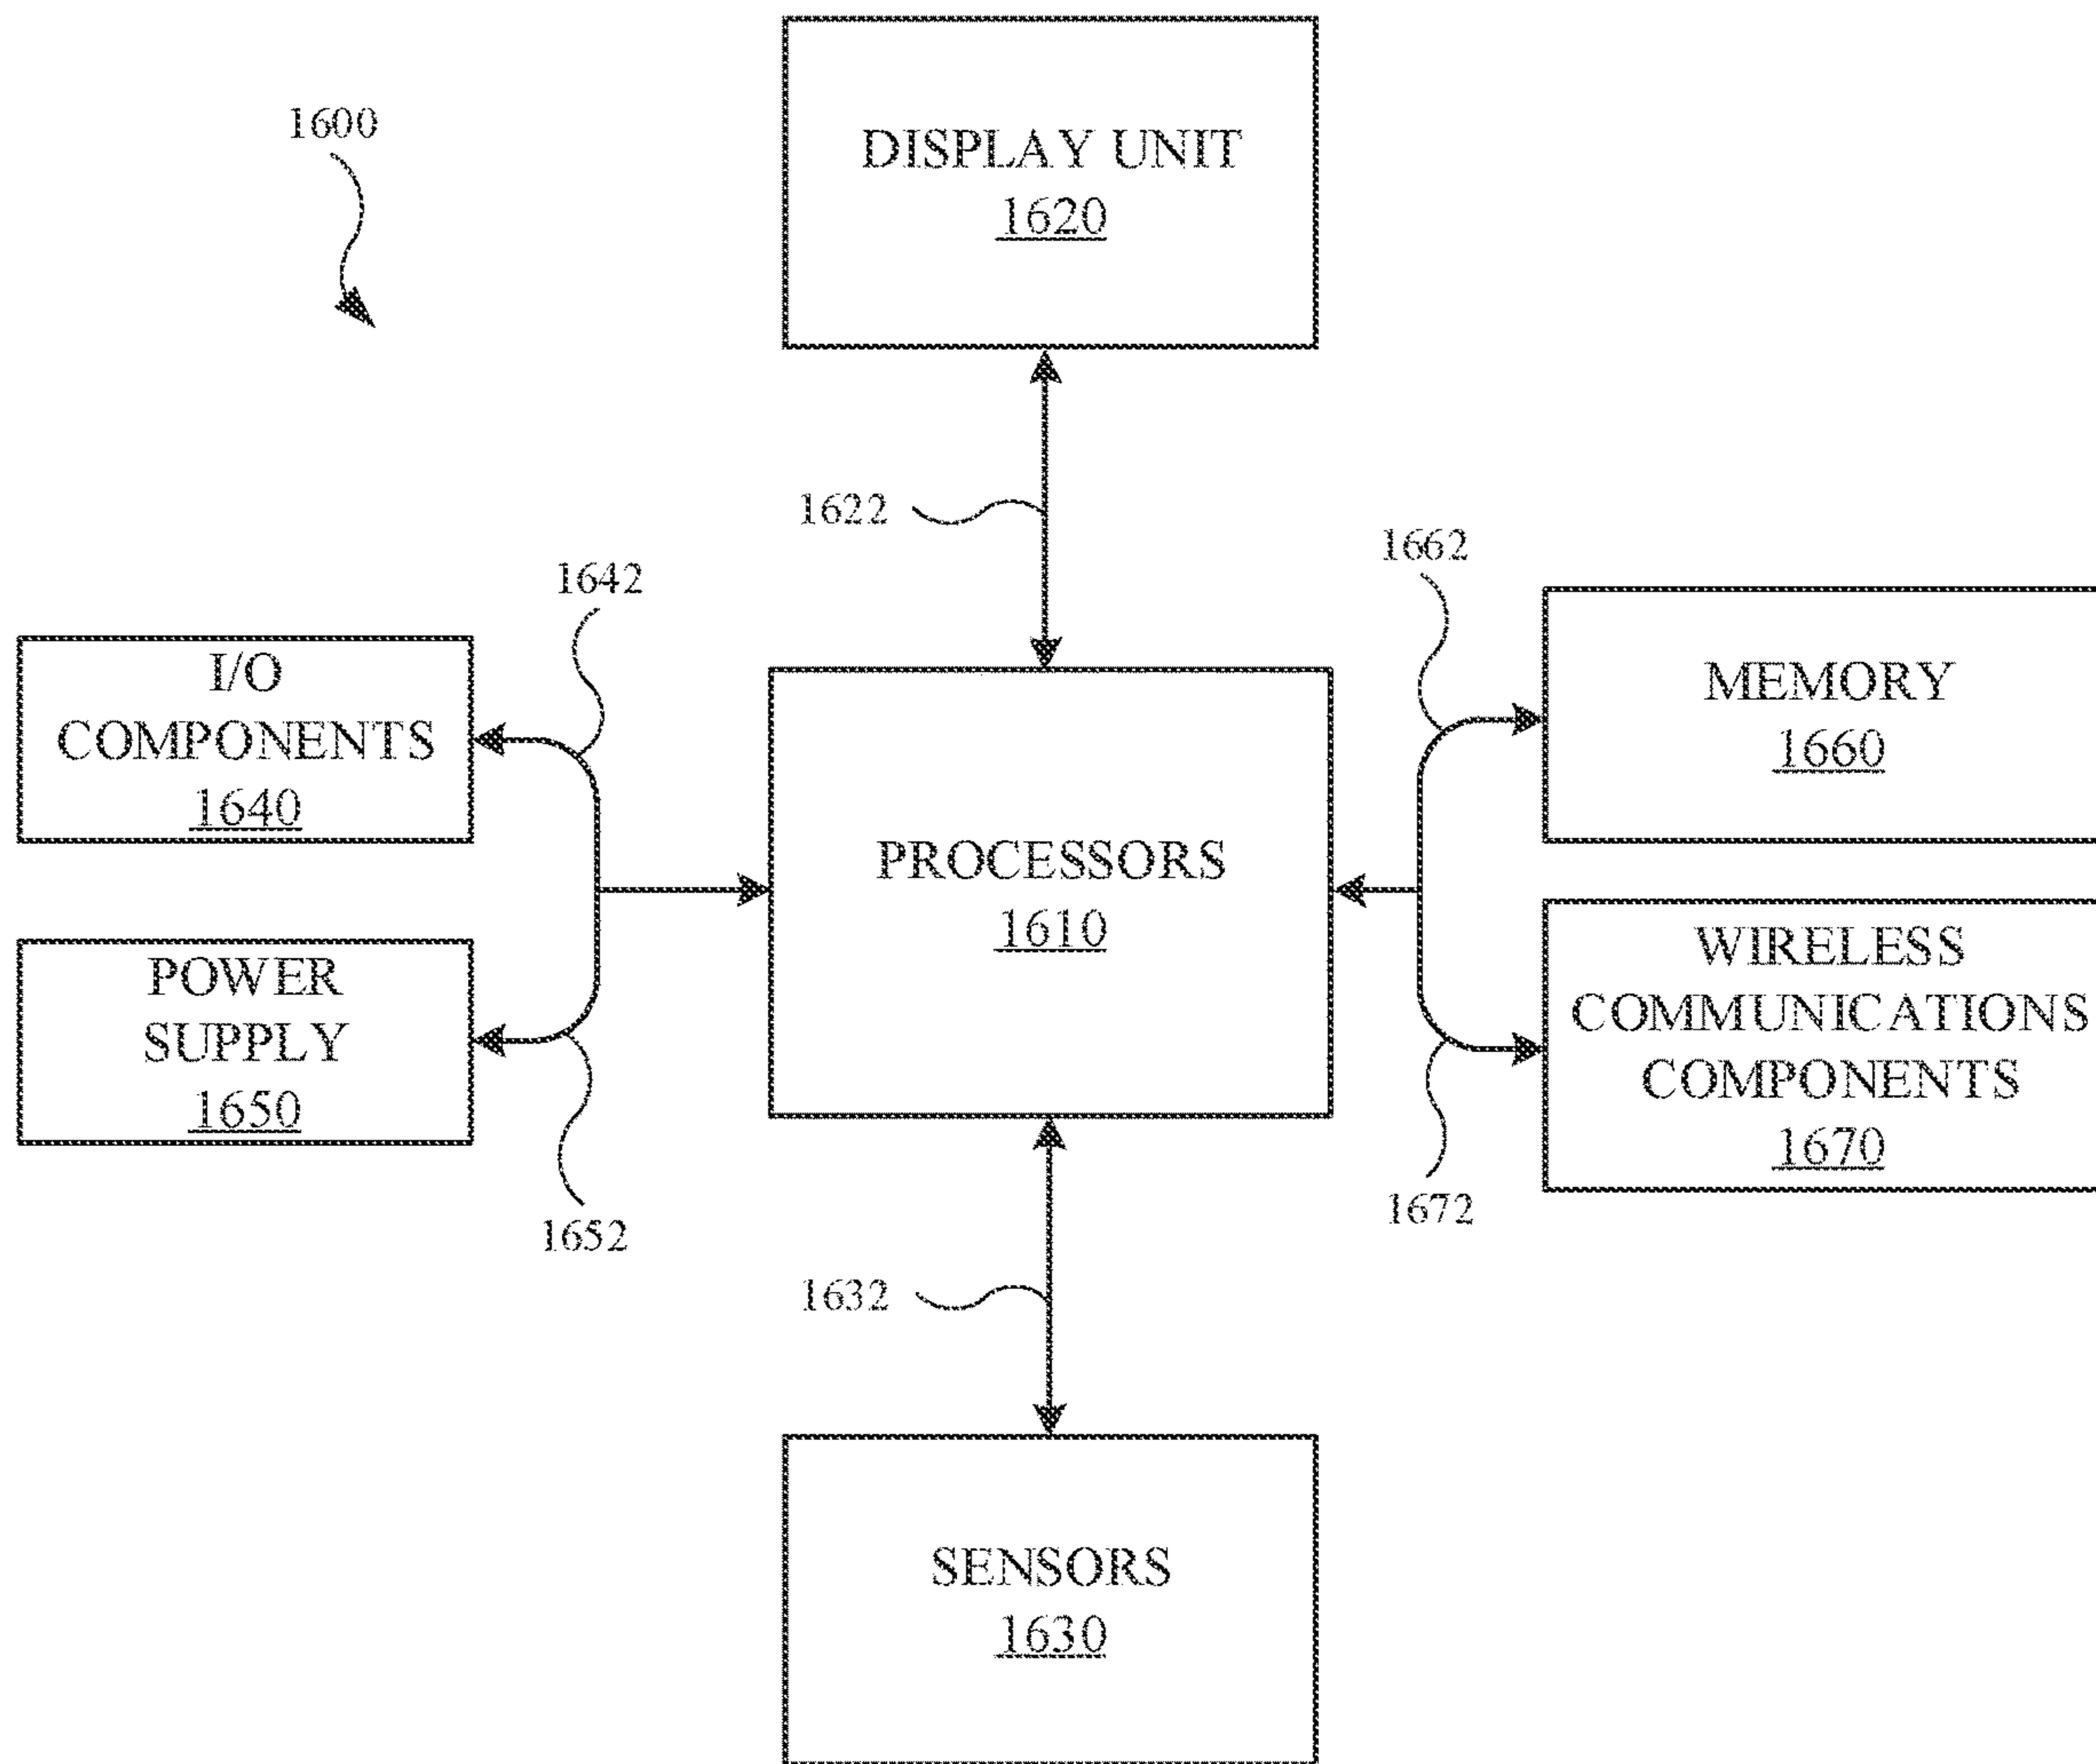 1600
DISPLAY UNIT
1620
1622
1642
1662
I/O
COMPONENTS
1640
MEMORY
1660
PROCESSORS
1610
POWER
SUPPLY
1650
WIRELESS
COMMUNICATIONS
COMPONENTS
1670
1652
1672
1632
SENSORS
1630